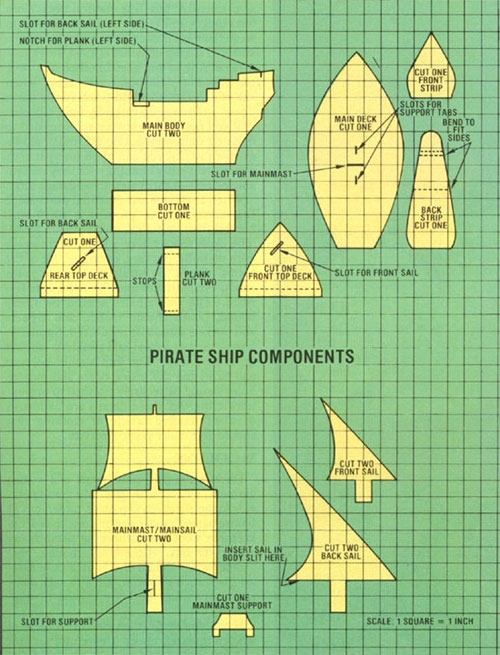 SLOT FOR BACK SAIL (LEFT SIDE)
NOTCH FOR PLANK (LEFT SIDE)
MAIN BODY
CUT TWO
MAIN DECK
CUT ONE
CUT ONE
FRONT
STRIP
SLOTS FOR
SUPPORT TABS
BEND TO
FIT
SIDES
SLOT FOR MAINMAST
BOTTOM
CUT ONE
BACK
STRIP
CUT ONE
SLOT FOR BACK SAIL
CUT ONE
REAR TOP DECK
STOPS
PLANK
CUT TWO
CUT ONE
FRONT TOP DECK
SLOT FOR FRONT SAIL
PIRATE SHIP COMPONENTS
CUT TWO
FRONT SAIL
MAINMAST/MAINSAIL
CUT TWO
INSERT SAIL IN
BODY SLIT HERE
CUT TWO
BACK SAIL
CUT ONE
MAINMAST SUPPORT
SLOT FOR SUPPORT
SCALE: 1 SQUARE = 1 INCH